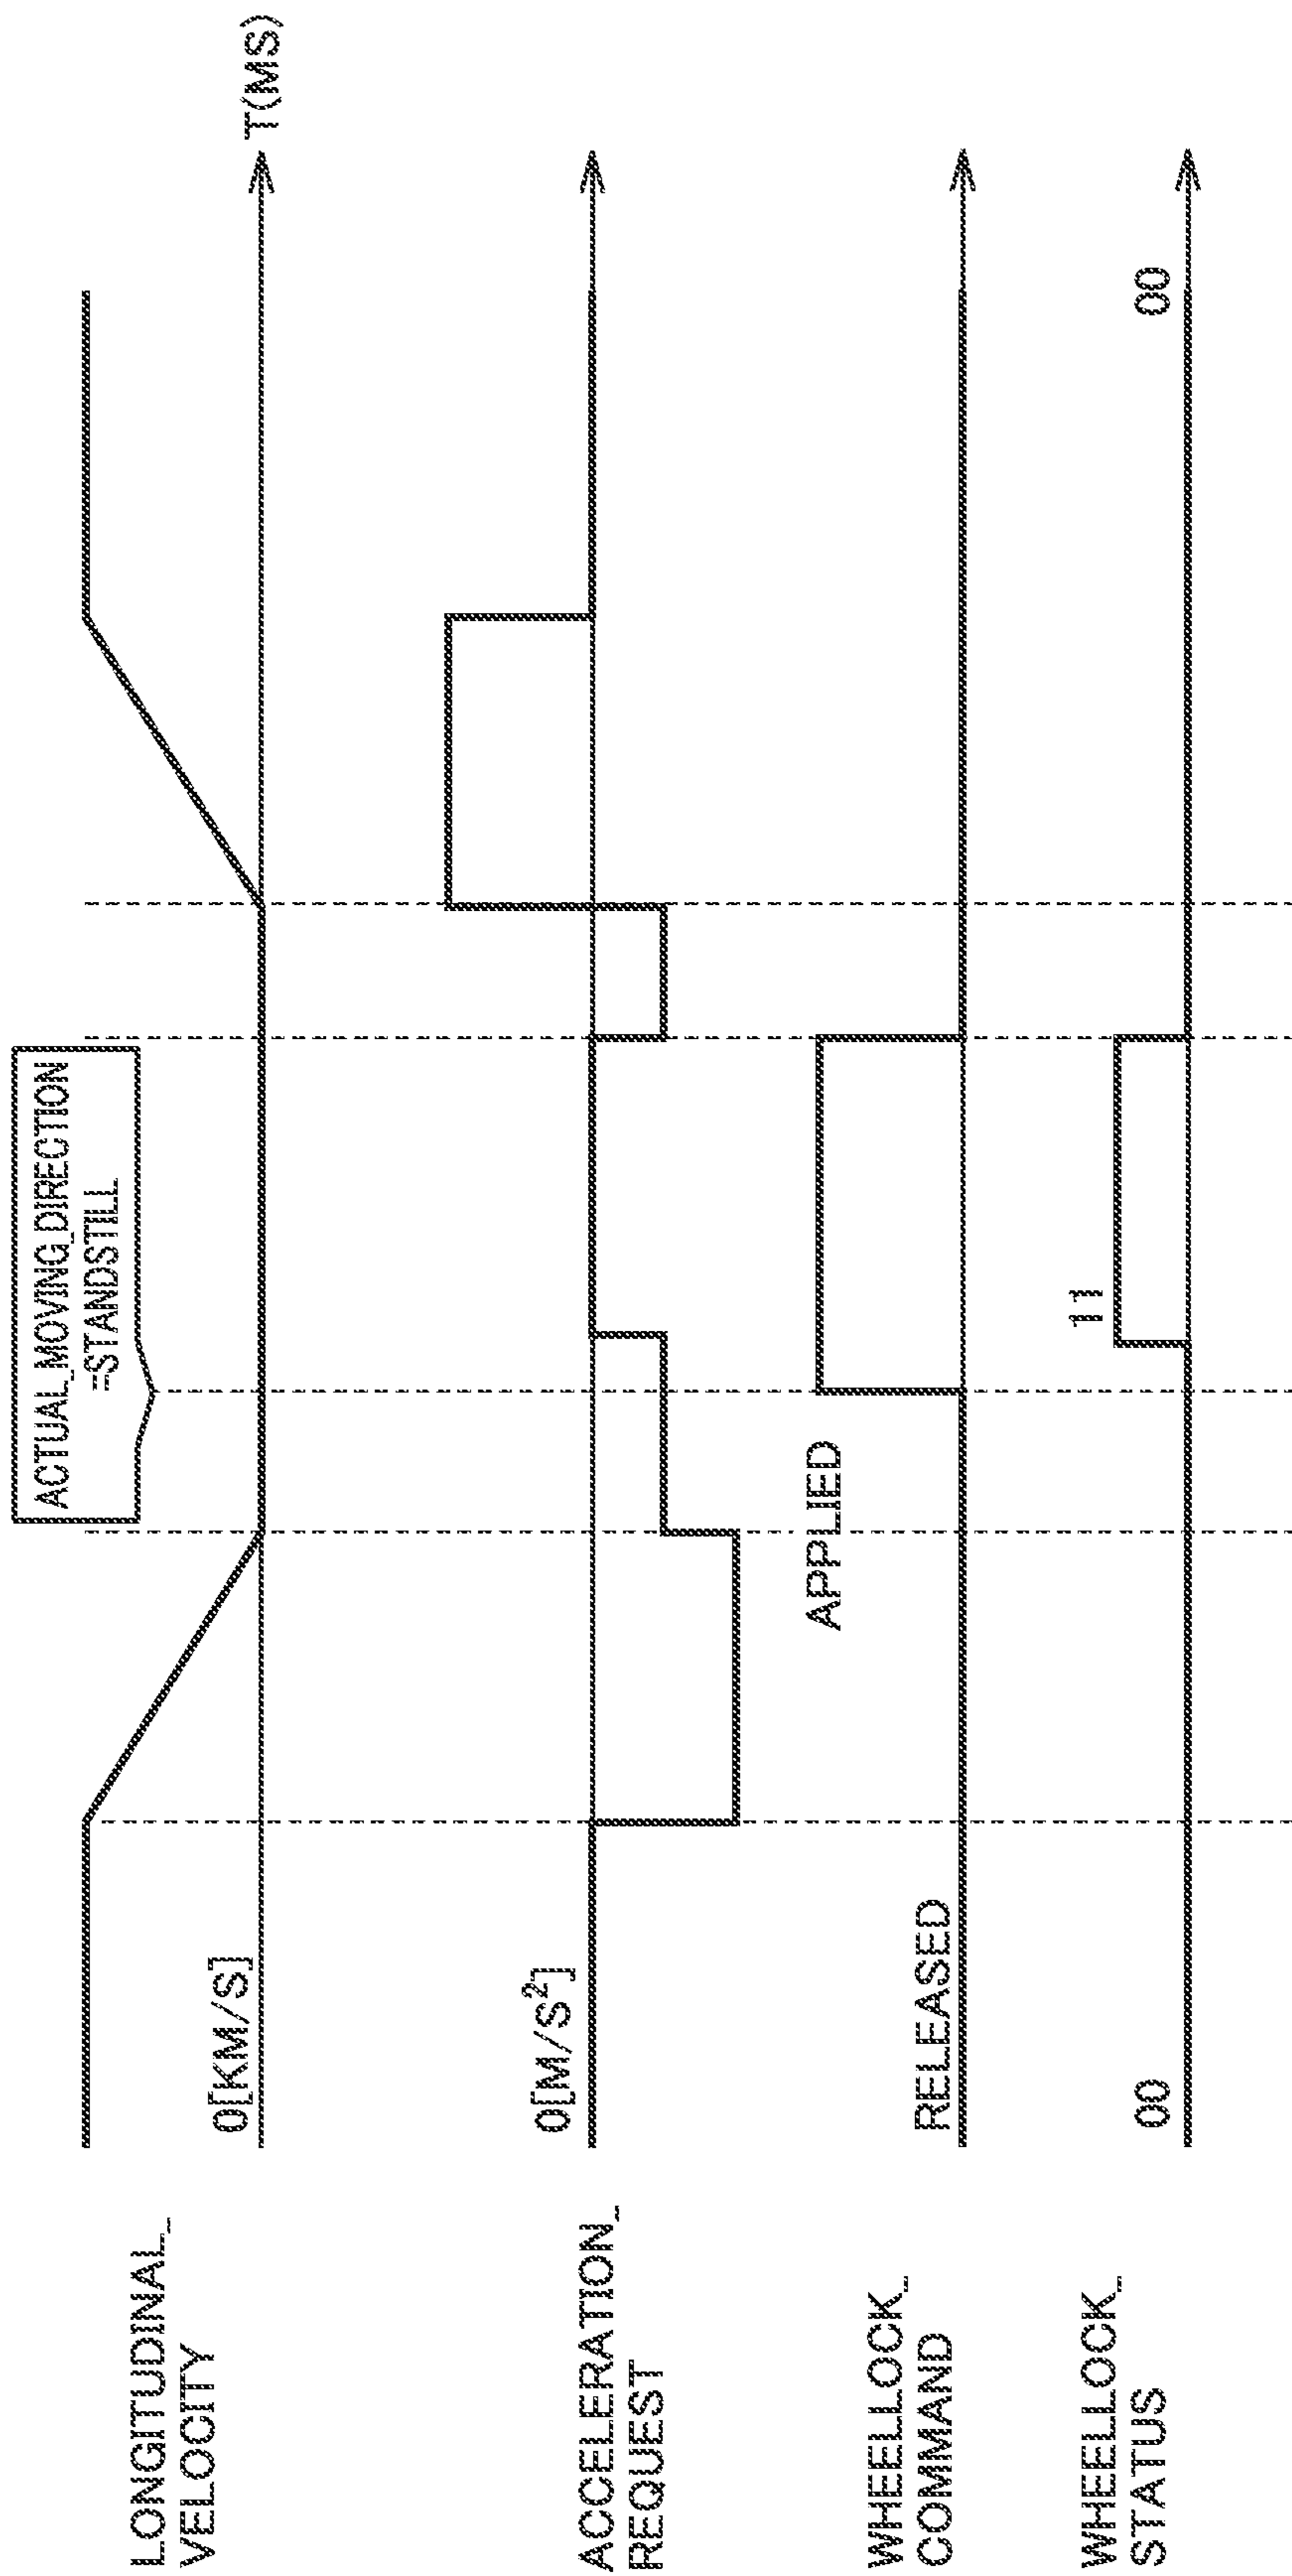 ACTUAL_MOVING_DIRECTION
=STANDSTILL
LONGITUDINAL_
VELOCITY
0[KM/S]
T(MS)
ACCELERATION_
REQUEST
0[M/S²]
WHEELLOCK_
COMMAND
APPLIED
RELEASED
WHEELLOCK_
STATUS
00
11
00